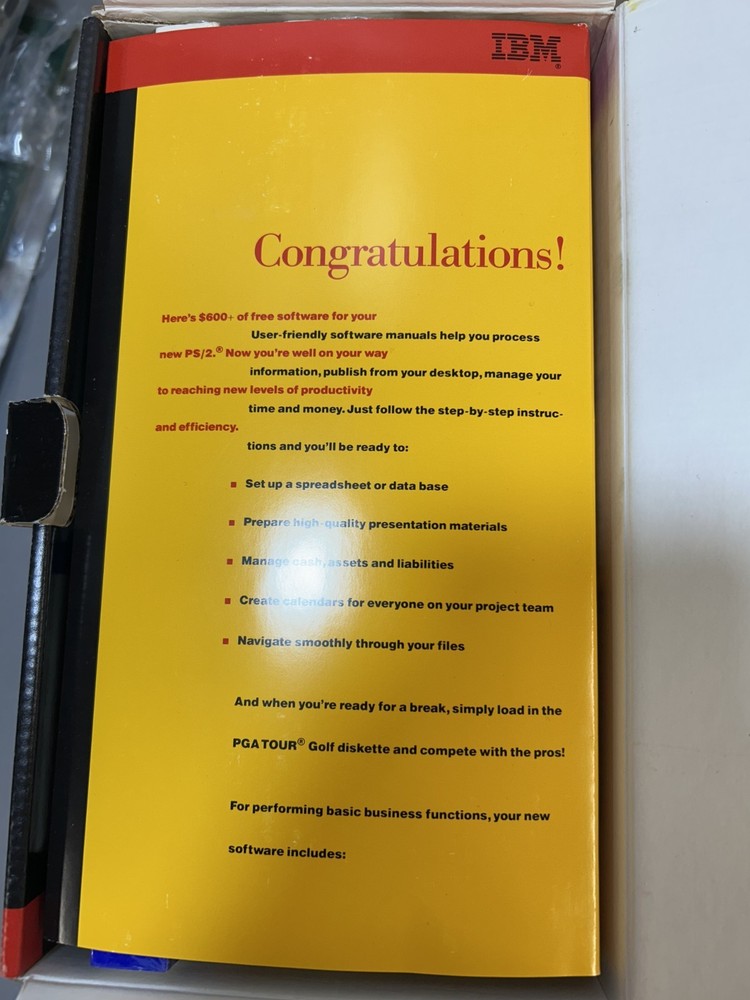 IBM®
Congratulations!
Here's $600+ of free software for your
User-friendly software manuals help you process
new PS/2.® Now you're well on your way
information, publish from your desktop, manage your
to reaching new levels of productivity
time and money. Just follow the step-by-step instruc-
and efficiency.
tions and you'll be ready to:
▪ Set up a spreadsheet or data base
▪ Prepare high-quality presentation materials
▪ Manage cash, assets and liabilities
▪ Create calendars for everyone on your project team
▪ Navigate smoothly through your files
And when you're ready for a break, simply load in the
PGA TOUR® Golf diskette and compete with the pros!
For performing basic business functions, your new
software includes: